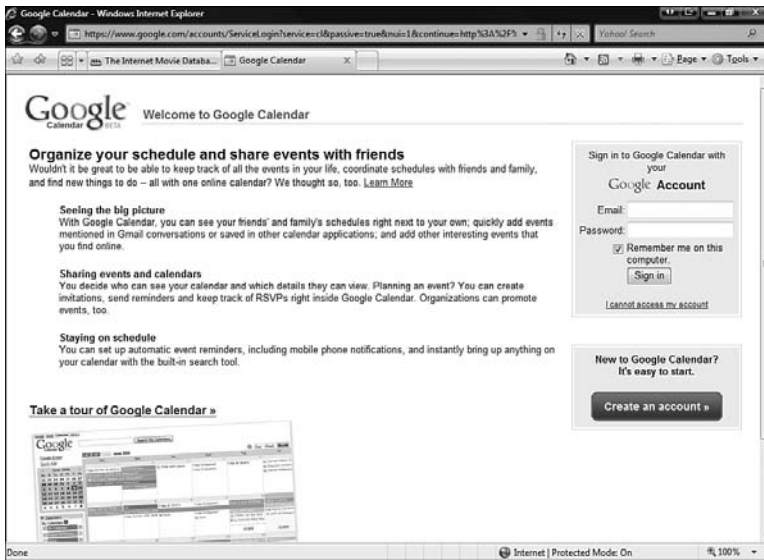 Google Calendar - Windows Internet Explorer
https://www.google.com/accounts/ServiceLogin?service=cl&passive=true&nui=1&continue=http%3A%2F%
Yahoo! Search
The Internet Movie Databa...
Google Calendar
Page
Tools
Google
Calendar BETA
Welcome to Google Calendar
Organize your schedule and share events with friends
Wouldn't it be great to be able to keep track of all the events in your life, coordinate schedules with friends and family,
and find new things to do – all with one online calendar? We thought so, too. Learn More
Seeing the big picture
With Google Calendar, you can see your friends' and family's schedules right next to your own; quickly add events
mentioned in Gmail conversations or saved in other calendar applications; and add other interesting events that
you find online.
Sharing events and calendars
You decide who can see your calendar and which details they can view. Planning an event? You can create
invitations, send reminders and keep track of RSVPs right inside Google Calendar. Organizations can promote
events, too.
Staying on schedule
You can set up automatic event reminders, including mobile phone notifications, and instantly bring up anything on
your calendar with the built-in search tool.
Take a tour of Google Calendar »
Google
Sign in to Google Calendar with
your
Google Account
Email:
Password:
Remember me on this
computer.
Sign in
I cannot access my account
New to Google Calendar?
It's easy to start.
Create an account »
Done
Internet | Protected Mode: On
100%